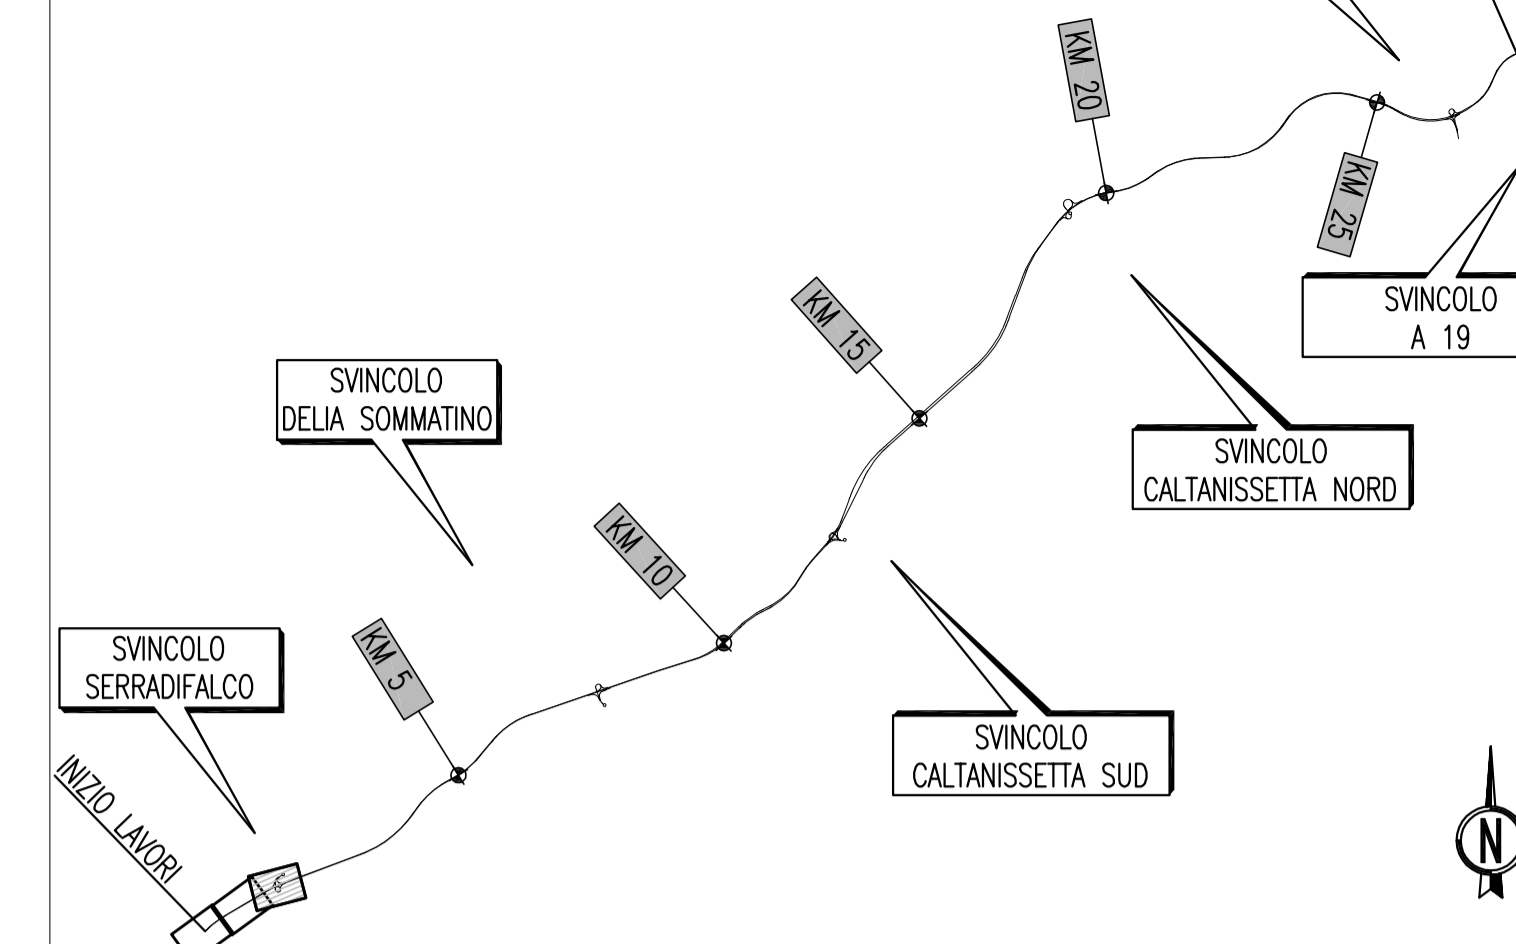 KM 20
KM 25
SVINCOLO
A 19
KM 15
SVINCOLO
DELIA SOMMATINO
SVINCOLO
CALTANISSETTA NORD
KM 10
KM 5
SVINCOLO
SERRADIFALCO
SVINCOLO
CALTANISSETTA SUD
INIZIO LAVORI
N